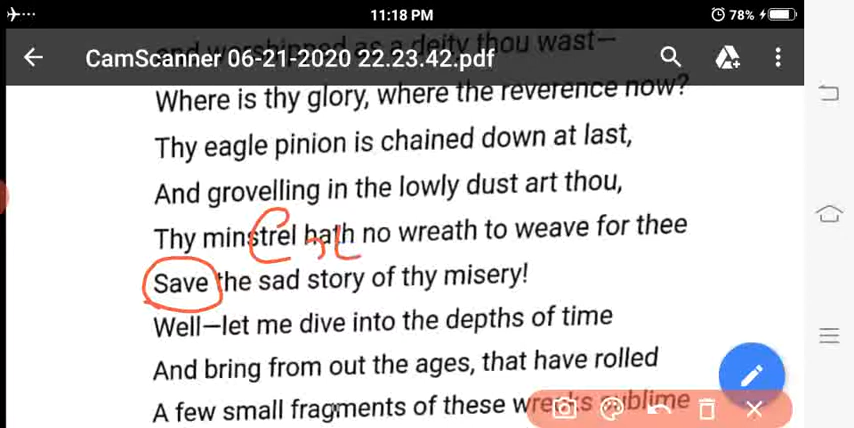 11:18 PM
78%
and worshipped as a deity thou wast—
CamScanner 06-21-2020 22.23.42.pdf
Where is thy glory, where the reverence now?
Thy eagle pinion is chained down at last,
And grovelling in the lowly dust art thou,
Thy minstrel hath no wreath to weave for thee
Save the sad story of thy misery!
Well—let me dive into the depths of time
And bring from out the ages, that have rolled
A few small fragments of these wrecks sublime